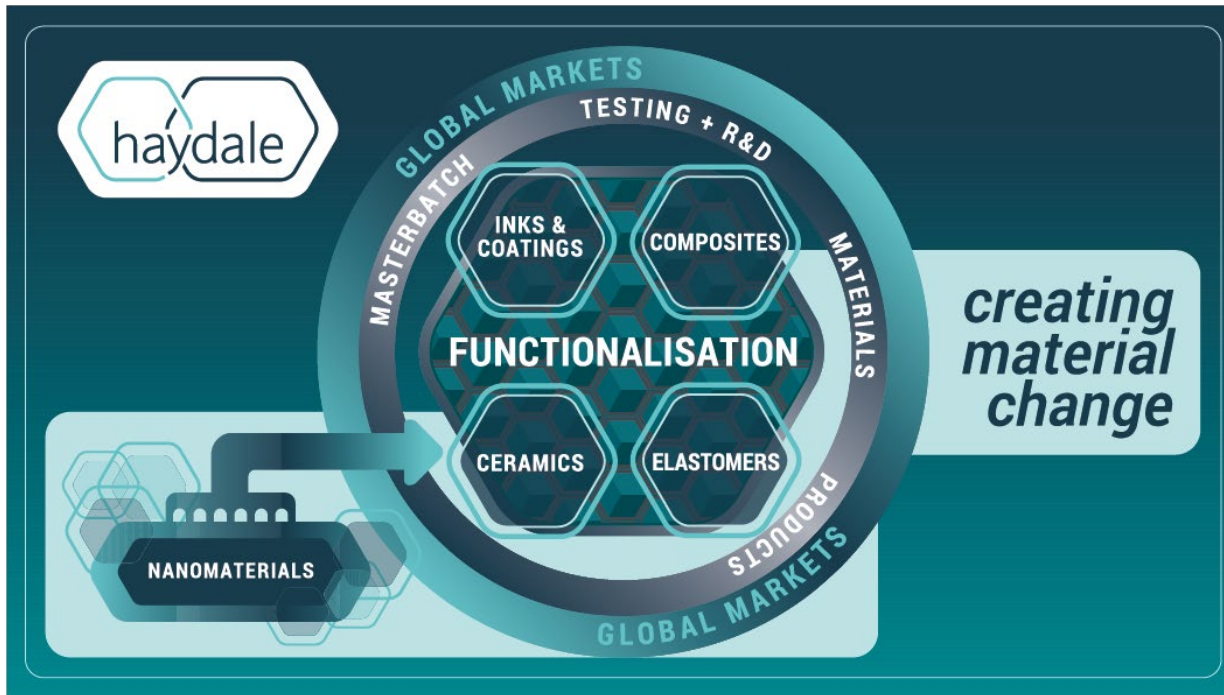 haydale
GLOBAL MARKETS
TESTING + R&D
MASTERBATCH
MATERIALS
PRODUCTS
INKS &
COATINGS
COMPOSITES
FUNCTIONALISATION
CERAMICS
ELASTOMERS
creating
material
change
NANOMATERIALS
GLOBAL MARKETS